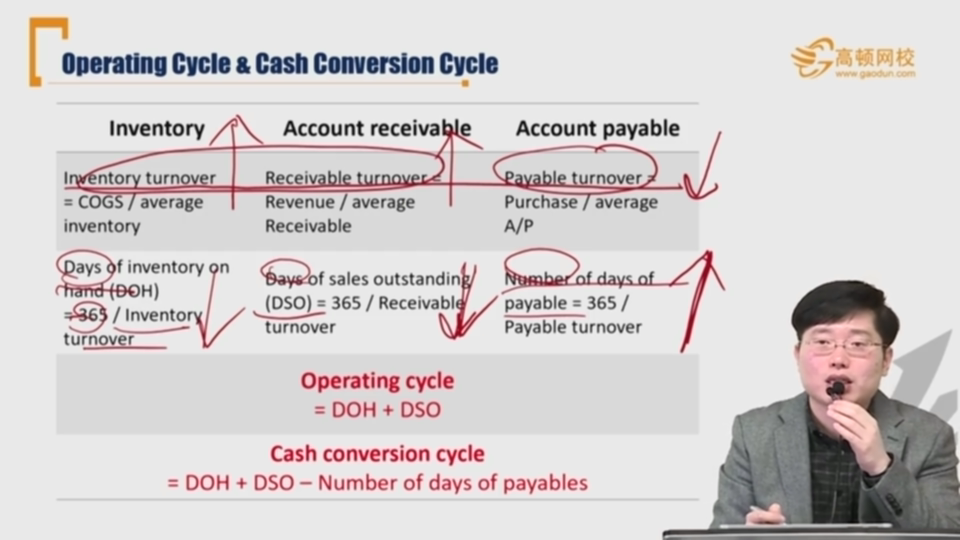 Operating Cycle & Cash Conversion Cycle
高顿网校
www.gaodun.com
Inventory
Account receivable
Account payable
Inventory turnover
= COGS / average
inventory
Receivable turnover =
Revenue / average
Receivable
Payable turnover =
Purchase / average
A/P
Days of inventory on
hand (DOH)
= 365 / Inventory
turnover
Days of sales outstanding
(DSO) = 365 / Receivable
turnover
Number of days of
payable = 365 /
Payable turnover
Operating cycle
= DOH + DSO
Cash conversion cycle
= DOH + DSO – Number of days of payables